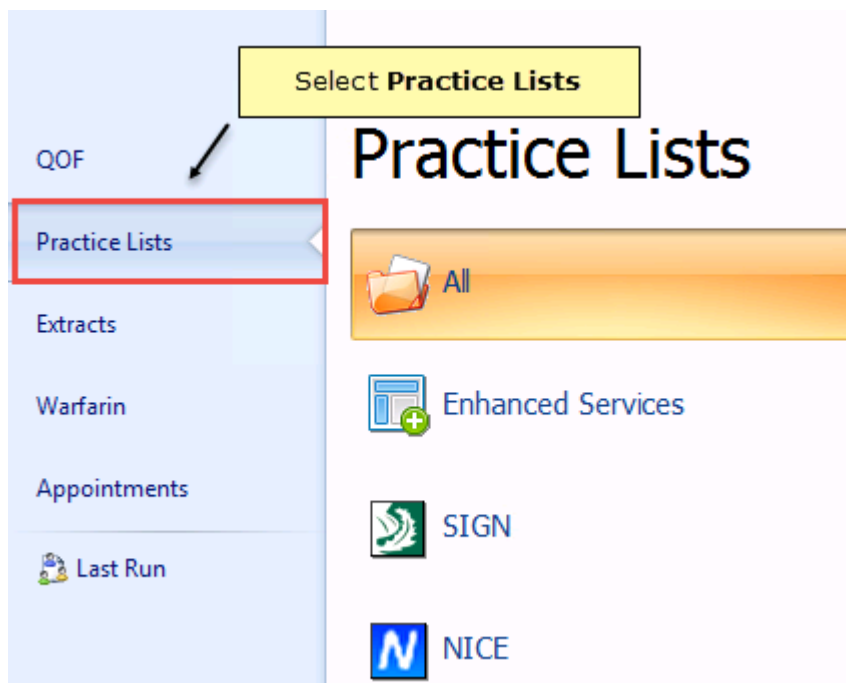 Select Practice Lists
QOF
Practice Lists
Extracts
Warfarin
Appointments
Last Run
Practice Lists
All
Enhanced Services
SIGN
N
NICE